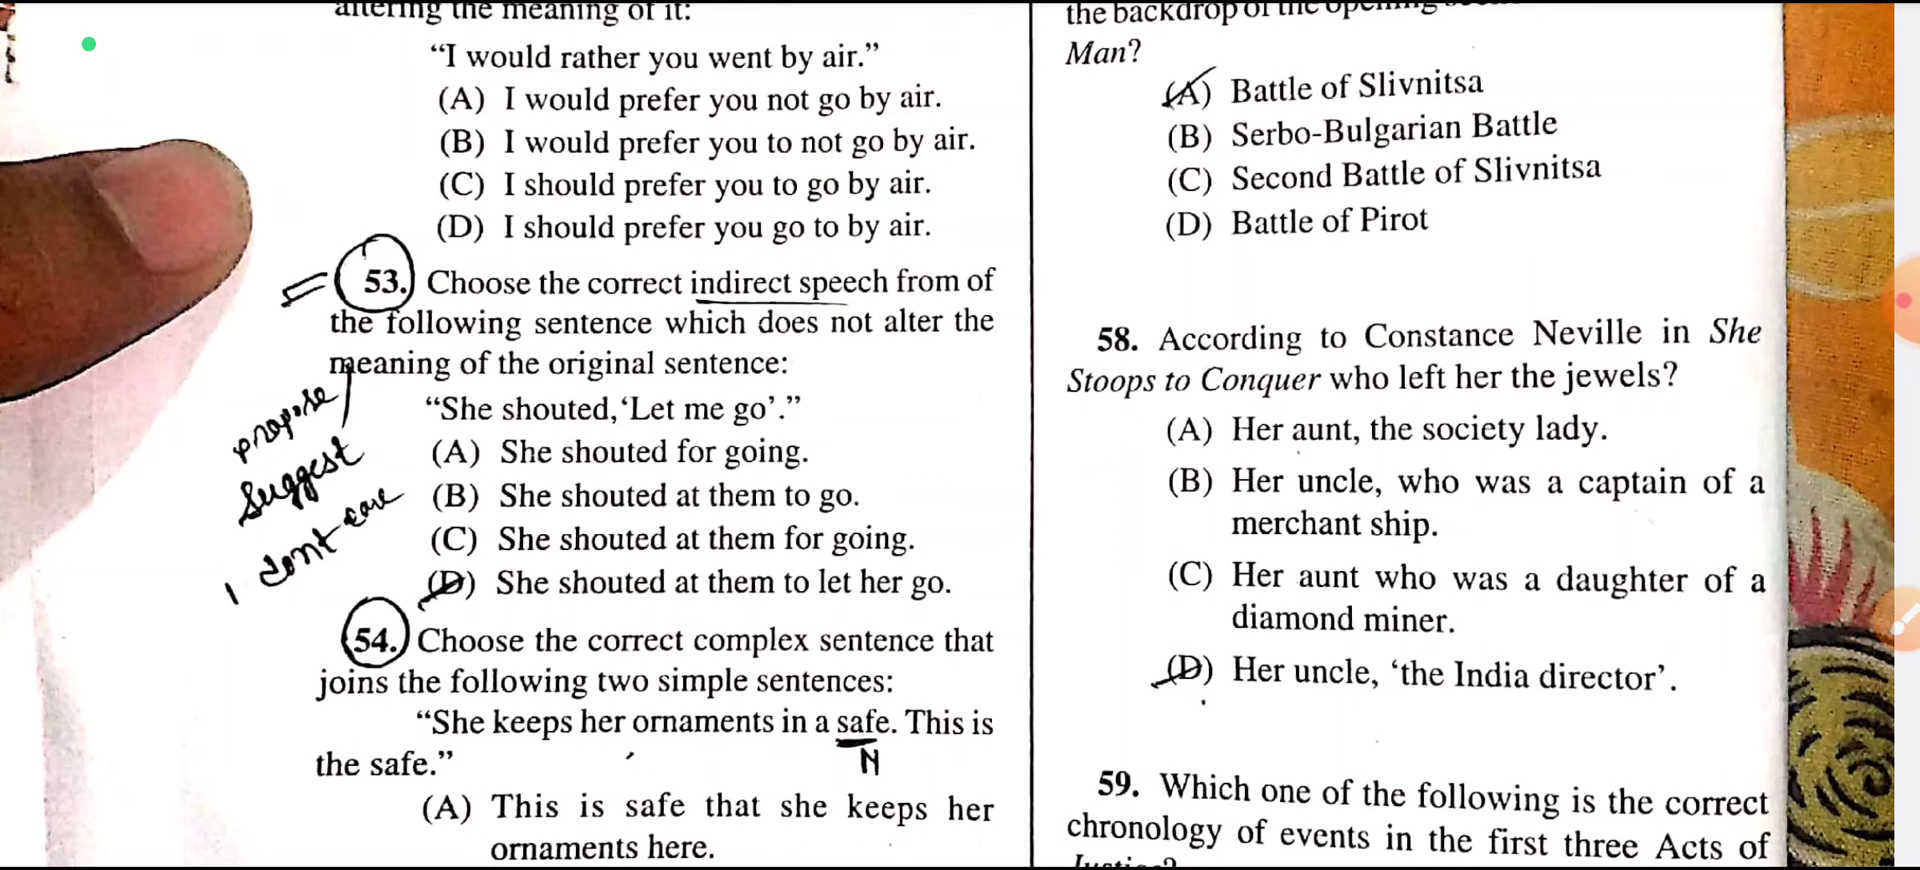 altering the meaning of it:
“I would rather you went by air.”
(A) I would prefer you not go by air.
(B) I would prefer you to not go by air.
(C) I should prefer you to go by air.
(D) I should prefer you go to by air.
53. Choose the correct indirect speech from of
the following sentence which does not alter the
meaning of the original sentence:
“She shouted, ‘Let me go’.”
(A) She shouted for going.
(B) She shouted at them to go.
(C) She shouted at them for going.
(D) She shouted at them to let her go.
propose
suggest
I dont care
54. Choose the correct complex sentence that
joins the following two simple sentences:
“She keeps her ornaments in a safe. This is
the safe.”
N
(A) This is safe that she keeps her
ornaments here.
the backdrop of the opening
Man?
(A) Battle of Slivnitsa
(B) Serbo-Bulgarian Battle
(C) Second Battle of Slivnitsa
(D) Battle of Pirot
58. According to Constance Neville in She
Stoops to Conquer who left her the jewels?
(A) Her aunt, the society lady.
(B) Her uncle, who was a captain of a
merchant ship.
(C) Her aunt who was a daughter of a
diamond miner.
(D) Her uncle, ‘the India director’.
59. Which one of the following is the correct
chronology of events in the first three Acts of